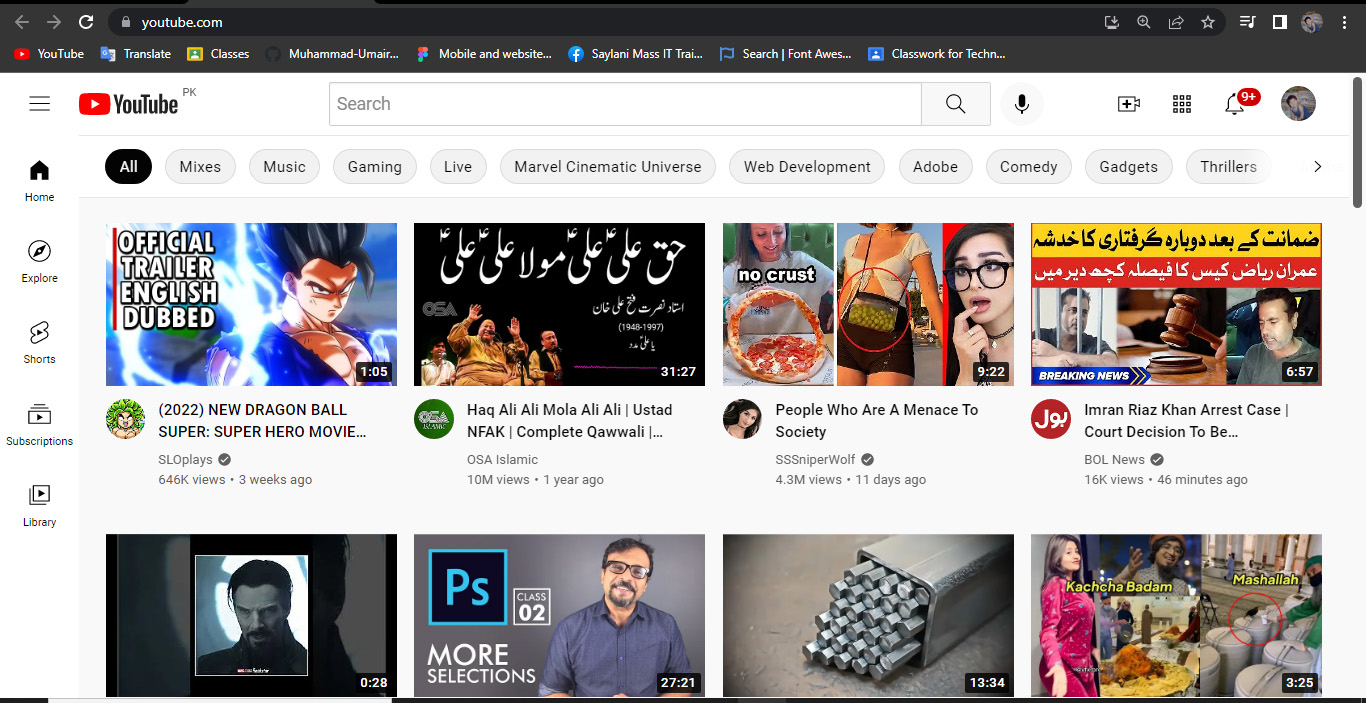 youtube.com
YouTube
Translate
Classes
Muhammad-Umair...
Mobile and website...
Saylani Mass IT Trai...
Search | Font Awes...
Classwork for Techn...
YouTube PK
Search
9+
All
Mixes
Music
Gaming
Live
Marvel Cinematic Universe
Web Development
Adobe
Comedy
Gadgets
Thrillers
Home
Explore
Shorts
Subscriptions
Library
OFFICIAL
TRAILER
ENGLISH
DUBBED
1:05
(2022) NEW DRAGON BALL
SUPER: SUPER HERO MOVIE...
SLOplays
646K views • 3 weeks ago
حق علیؑ علیؑ مولا علیؑ علیؑ
استاد نصرت فتح علی خان
(1948-1997)
یا علیؑ مدد
OSA
31:27
OSA
ISLAMIC
Haq Ali Ali Mola Ali Ali | Ustad
NFAK | Complete Qawwali |...
OSA Islamic
10M views • 1 year ago
no crust
9:22
People Who Are A Menace To
Society
SSSniperWolf
4.3M views • 11 days ago
ضمانت کے بعد دوبارہ گرفتاری کا خدشہ
عمران ریاض کیس کا فیصلہ کچھ دیر میں
BREAKING NEWS
6:57
بول
Imran Riaz Khan Arrest Case |
Court Decision To Be...
BOL News
16K views • 46 minutes ago
0:28
Ps
CLASS
02
MORE
SELECTIONS
27:21
13:34
Kachcha Badam
Mashallah
3:25